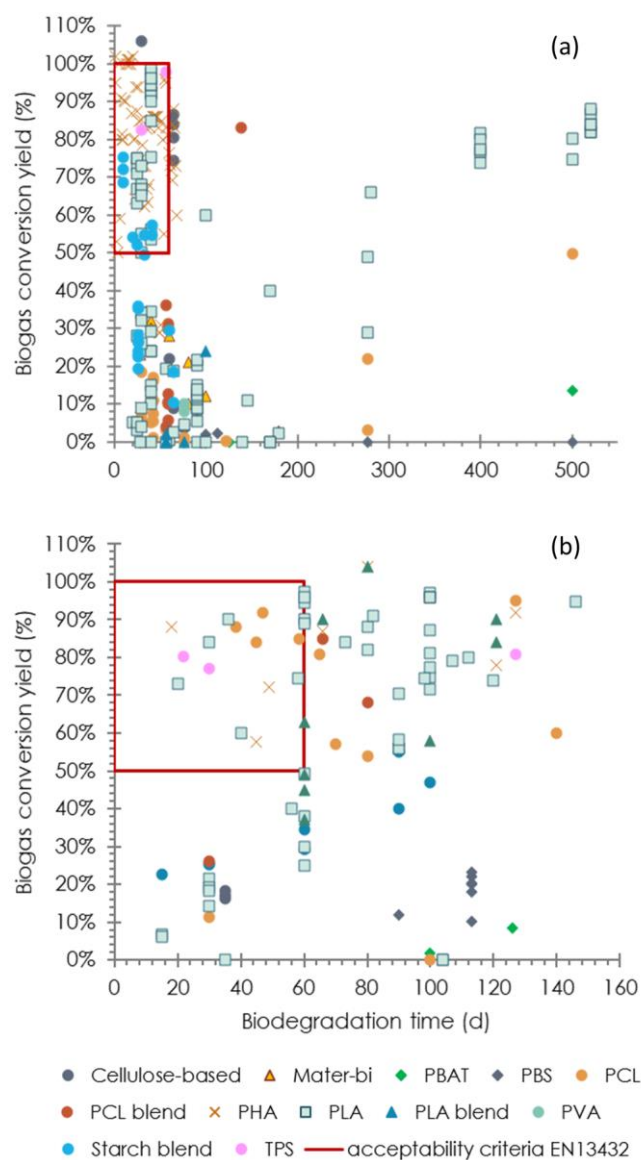 (a)
110%
100%
90%
80%
70%
60%
50%
40%
30%
20%
10%
0%
Biogas conversion yield (%)
0 100 200 300 400 500
(b)
110%
100%
90%
80%
70%
60%
50%
40%
30%
20%
10%
0%
Biogas conversion yield (%)
0 20 40 60 80 100 120 140 160
Biodegradation time (d)
Cellulose-based Mater-bi PBAT PBS PCL
PCL blend PHA PLA PLA blend PVA
Starch blend TPS acceptability criteria EN13432